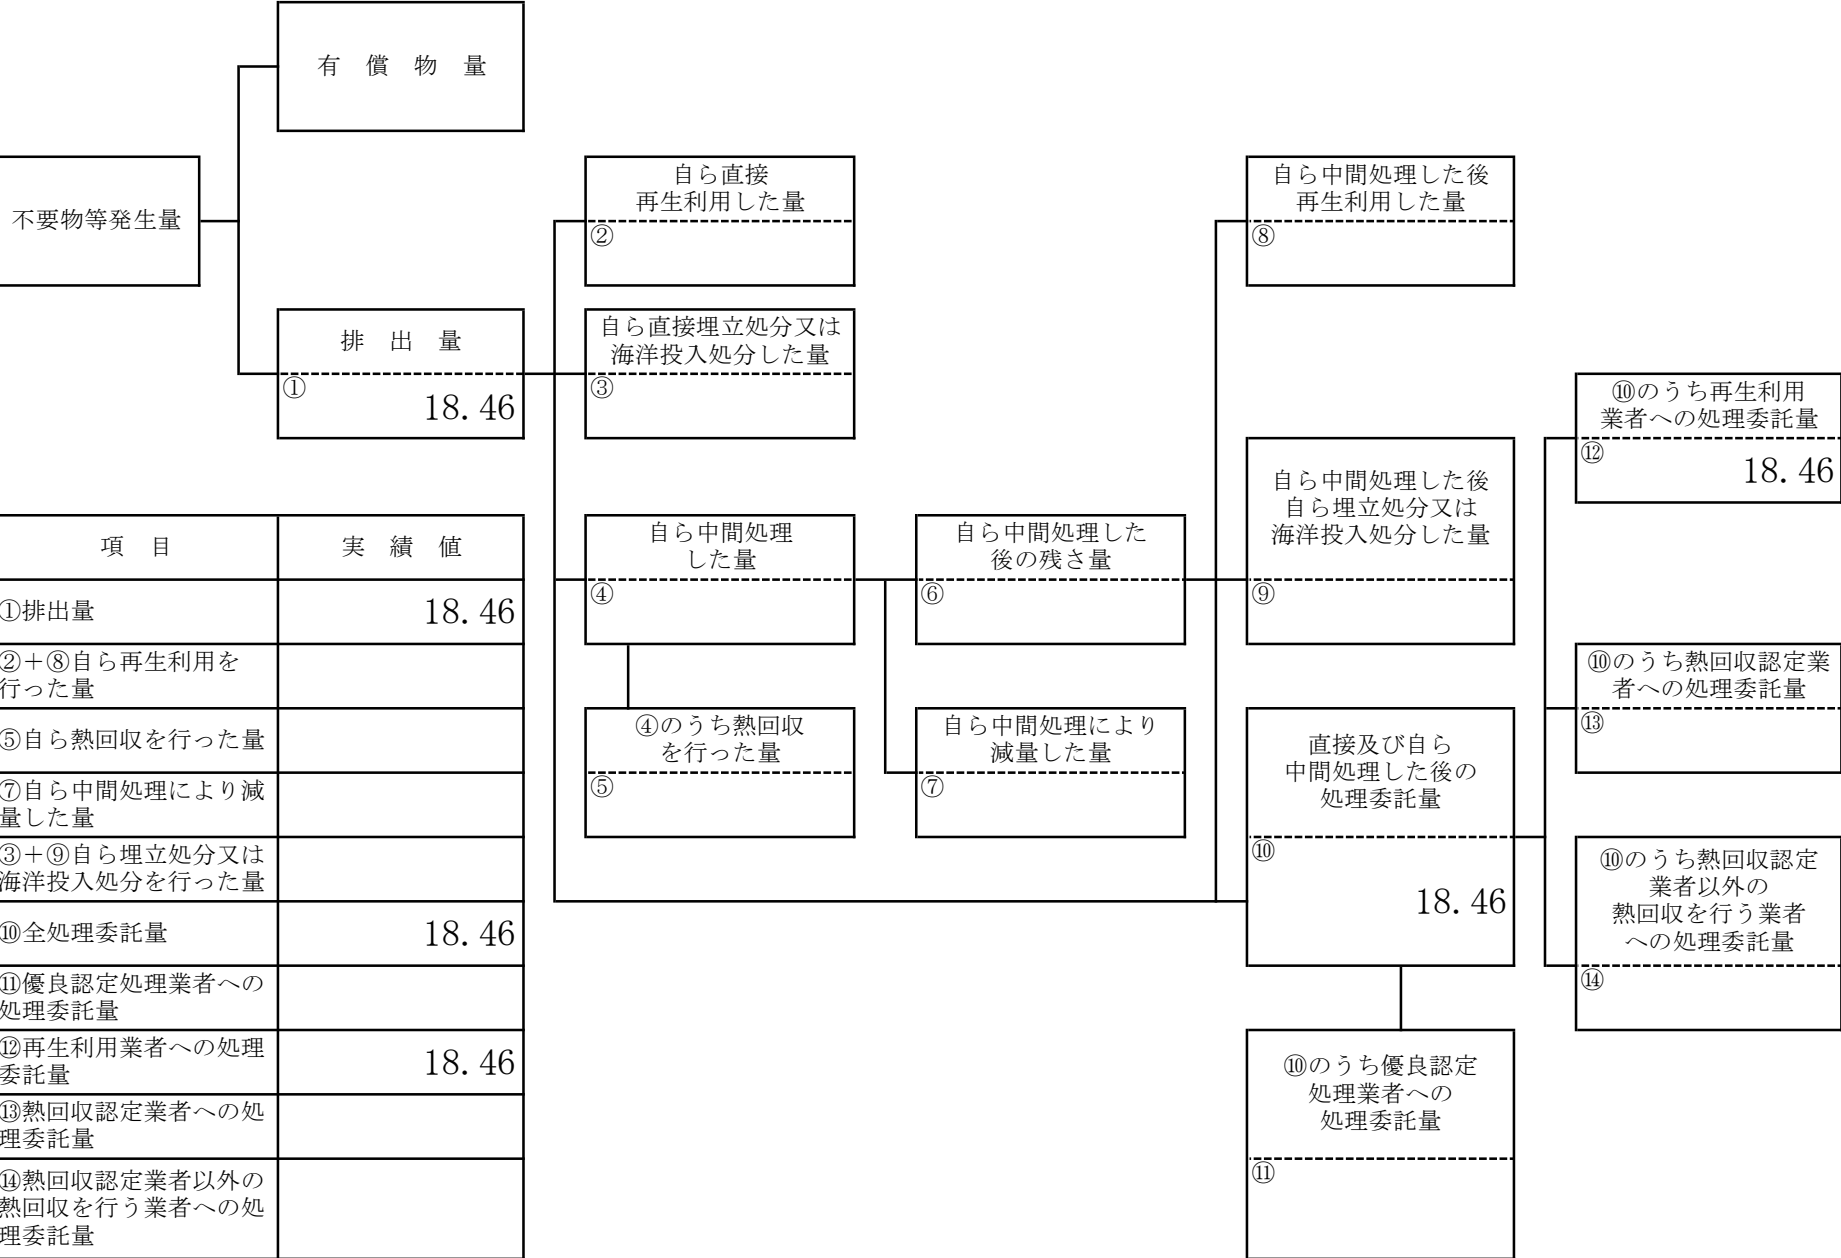 有　償　物　量
不要物等発生量
自ら直接
再生利用した量
②
自ら中間処理した後
再生利用した量
⑧
排　出　量
①
18.46
自ら直接埋立処分又は
海洋投入処分した量
③
⑩のうち再生利用
業者への処理委託量
⑫
18.46
自ら中間処理した後
自ら埋立処分又は
海洋投入処分した量
⑨
自ら中間処理
した量
④
自ら中間処理した
後の残さ量
⑥
④のうち熱回収
を行った量
⑤
自ら中間処理により
減量した量
⑦
⑩のうち熱回収認定業
者への処理委託量
⑬
直接及び自ら
中間処理した後の
処理委託量
⑩
18.46
⑩のうち熱回収認定
業者以外の
熱回収を行う業者
への処理委託量
⑭
⑩のうち優良認定
処理業者への
処理委託量
⑪
項　目
実　績　値
①排出量
18.46
②＋⑧自ら再生利用を
行った量
⑤自ら熱回収を行った量
⑦自ら中間処理により減
量した量
③＋⑨自ら埋立処分又は
海洋投入処分を行った量
⑩全処理委託量
18.46
⑪優良認定処理業者への
処理委託量
⑫再生利用業者への処理
委託量
18.46
⑬熱回収認定業者への処
理委託量
⑭熱回収認定業者以外の
熱回収を行う業者への処
理委託量